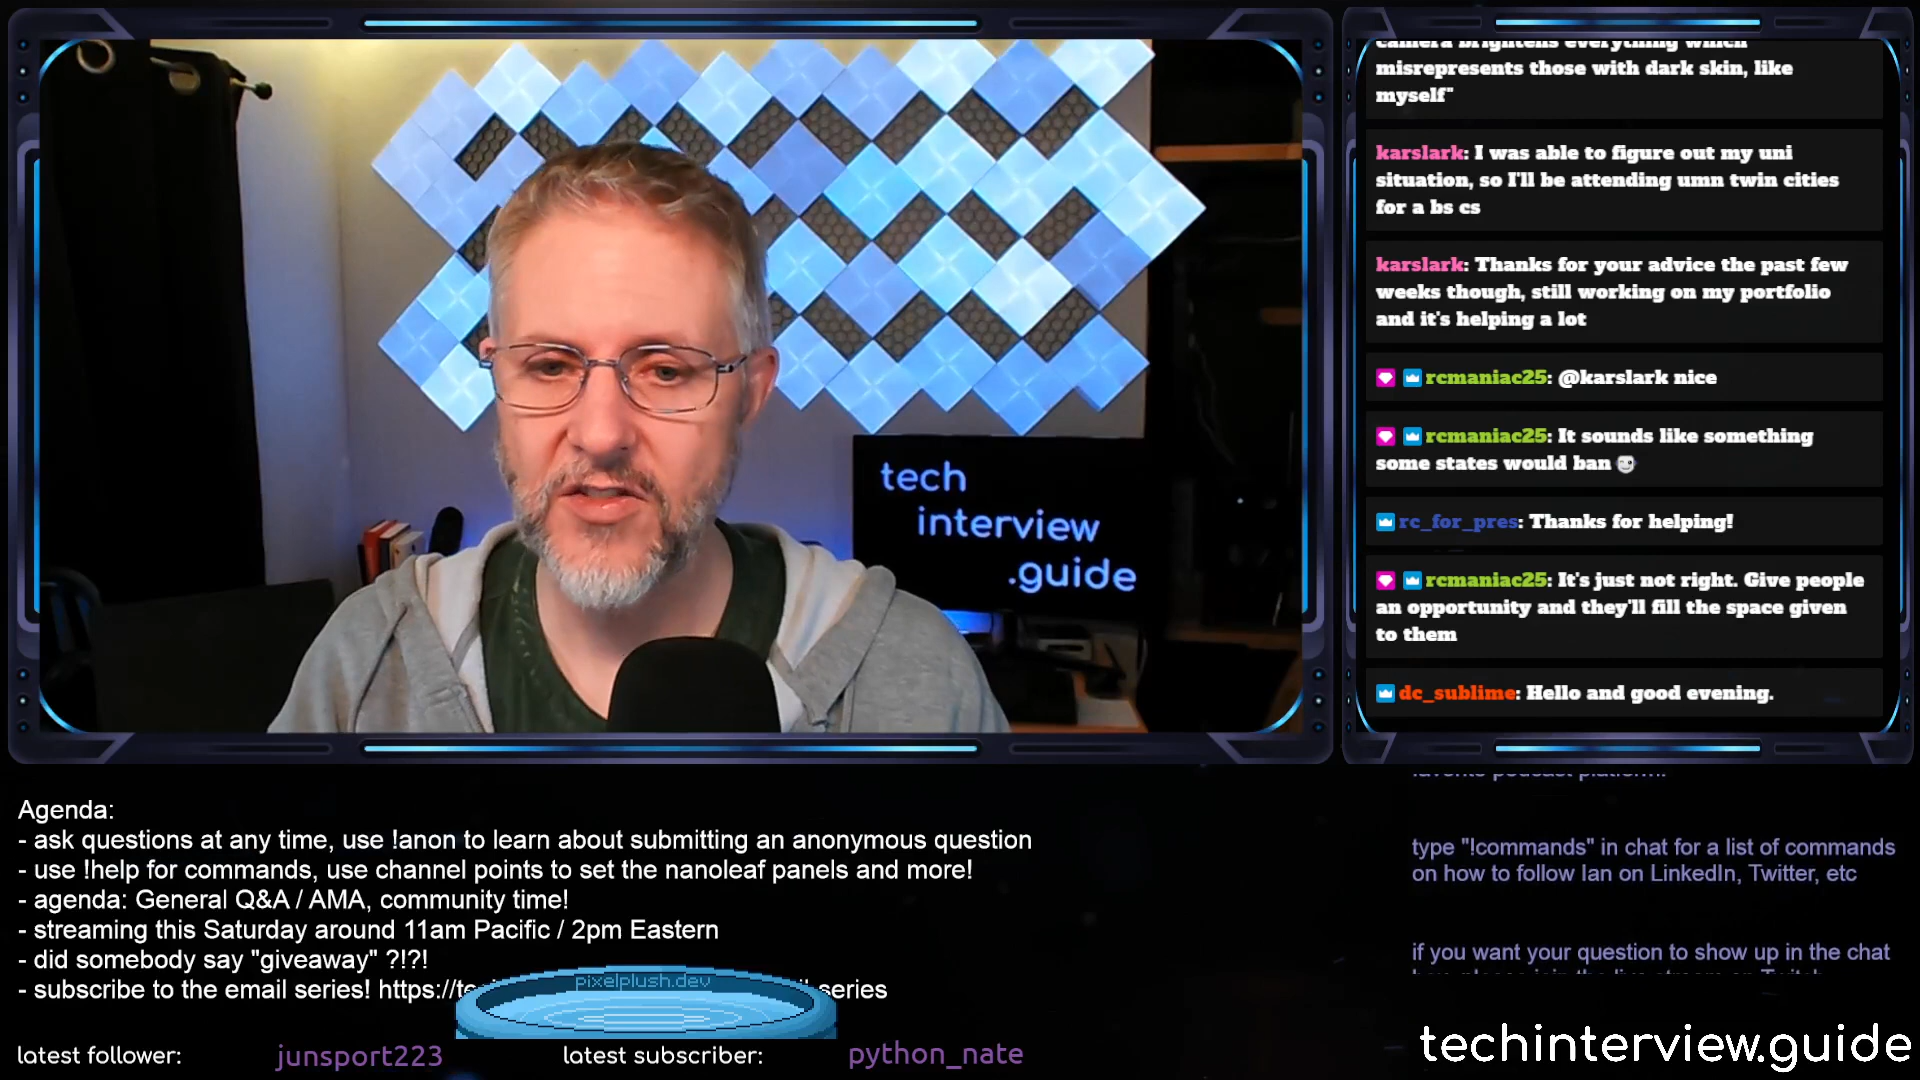 tech
interview
.guide
camera brightens everything which
misrepresents those with dark skin, like
myself"
karslark: I was able to figure out my uni
situation, so I'll be attending umn twin cities
for a bs cs
karslark: Thanks for your advice the past few
weeks though, still working on my portfolio
and it's helping a lot
rcmaniac25: @karslark nice
rcmaniac25: It sounds like something
some states would ban
rc_for_pres: Thanks for helping!
rcmaniac25: It's just not right. Give people
an opportunity and they'll fill the space given
to them
dc_sublime: Hello and good evening.
Agenda:
- ask questions at any time, use !anon to learn about submitting an anonymous question
- use !help for commands, use channel points to set the nanoleaf panels and more!
- agenda: General Q&A / AMA, community time!
- streaming this Saturday around 11am Pacific / 2pm Eastern
- did somebody say "giveaway" ?!?!
- subscribe to the email series! https://te
series
pixelplush.dev
latest follower: junsport223
latest subscriber: python_nate
type "!commands" in chat for a list of commands
on how to follow Ian on LinkedIn, Twitter, etc
if you want your question to show up in the chat
techinterview.guide